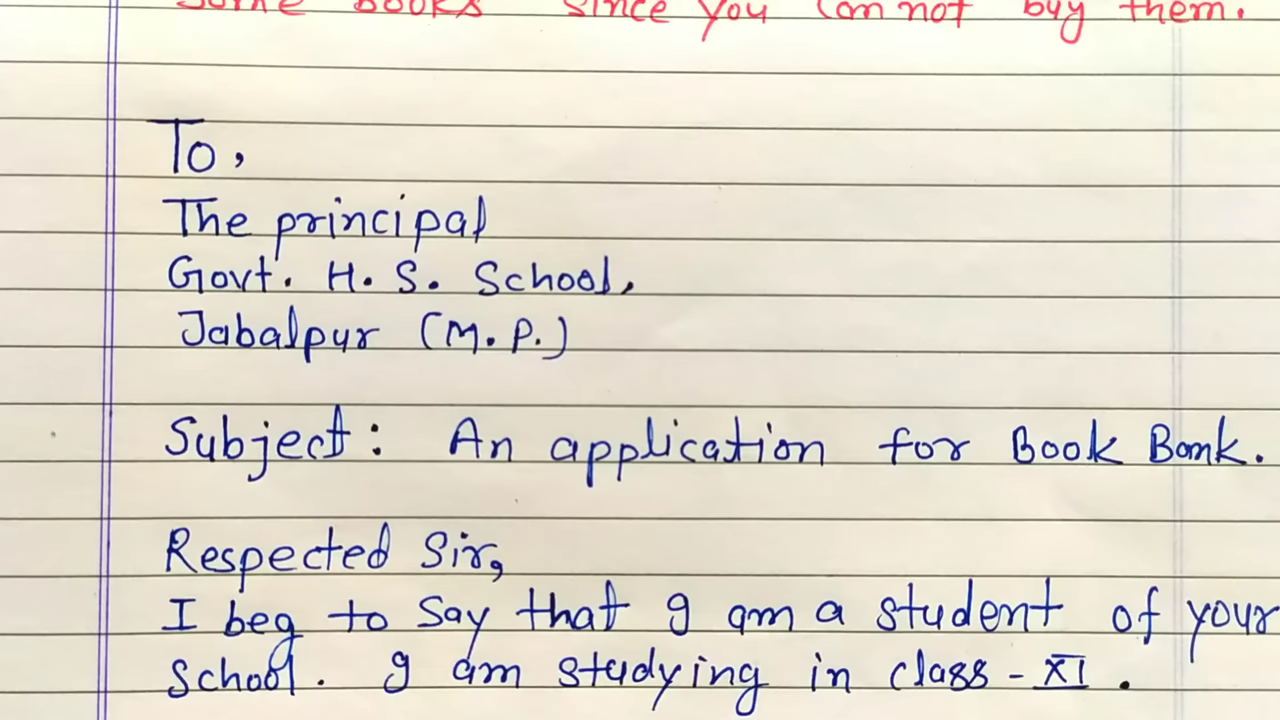 Some Books since you can not buy them.
To,
The principal
Govt. H. S. School,
Jabalpur (M.P.)
Subject: An application for Book Bank.
Respected Sir,
I beg to say that I am a student of your
school. I am studying in class - XI.